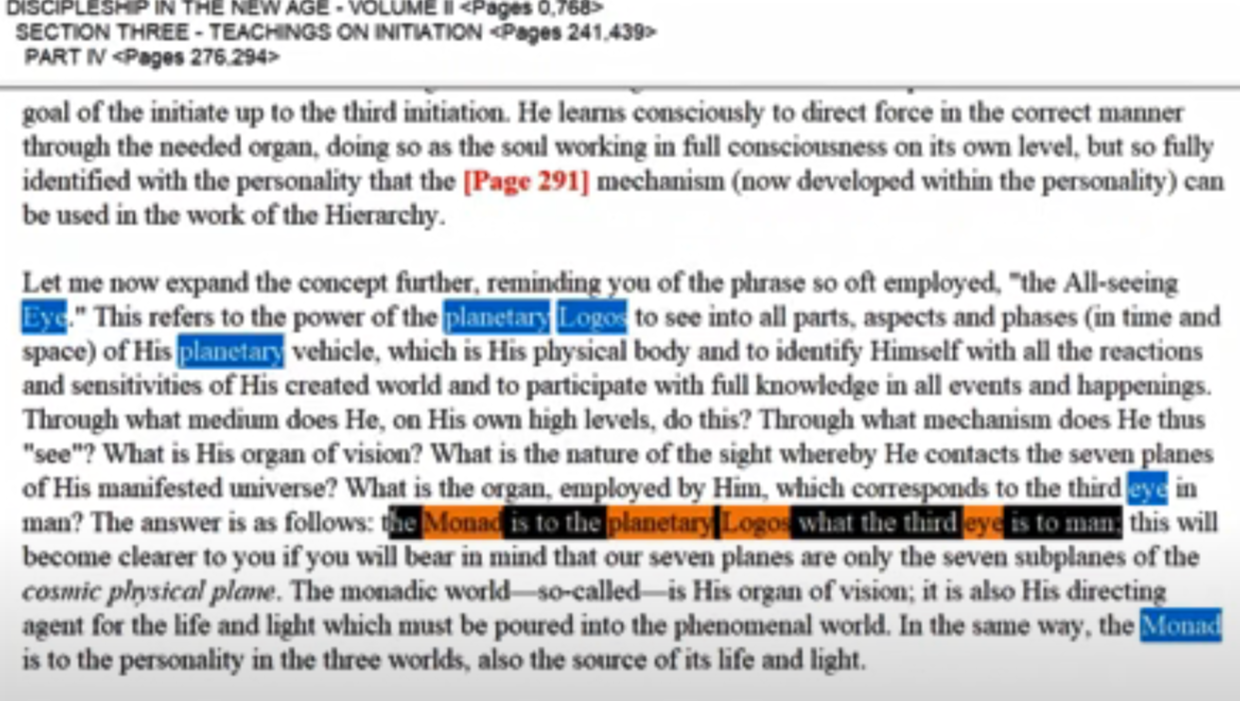 DISCIPLESHIP IN THE NEW AGE - VOLUME II <Pages 0,768>
SECTION THREE - TEACHINGS ON INITIATION <Pages 241,439>
PART IV <Pages 276,294>
goal of the initiate up to the third initiation. He learns consciously to direct force in the correct manner
through the needed organ, doing so as the soul working in full consciousness on its own level, but so fully
identified with the personality that the [Page 291] mechanism (now developed within the personality) can
be used in the work of the Hierarchy.
Let me now expand the concept further, reminding you of the phrase so oft employed, "the All-seeing
Eye." This refers to the power of the planetary Logos to see into all parts, aspects and phases (in time and
space) of His planetary vehicle, which is His physical body and to identify Himself with all the reactions
and sensitivities of His created world and to participate with full knowledge in all events and happenings.
Through what medium does He, on His own high levels, do this? Through what mechanism does He thus
"see"? What is His organ of vision? What is the nature of the sight whereby He contacts the seven planes
of His manifested universe? What is the organ, employed by Him, which corresponds to the third eye in
man? The answer is as follows: the Monad is to the planetary Logos what the third eye is to man; this will
become clearer to you if you will bear in mind that our seven planes are only the seven subplanes of the
cosmic physical plane. The monadic world—so-called—is His organ of vision; it is also His directing
agent for the life and light which must be poured into the phenomenal world. In the same way, the Monad
is to the personality in the three worlds, also the source of its life and light.